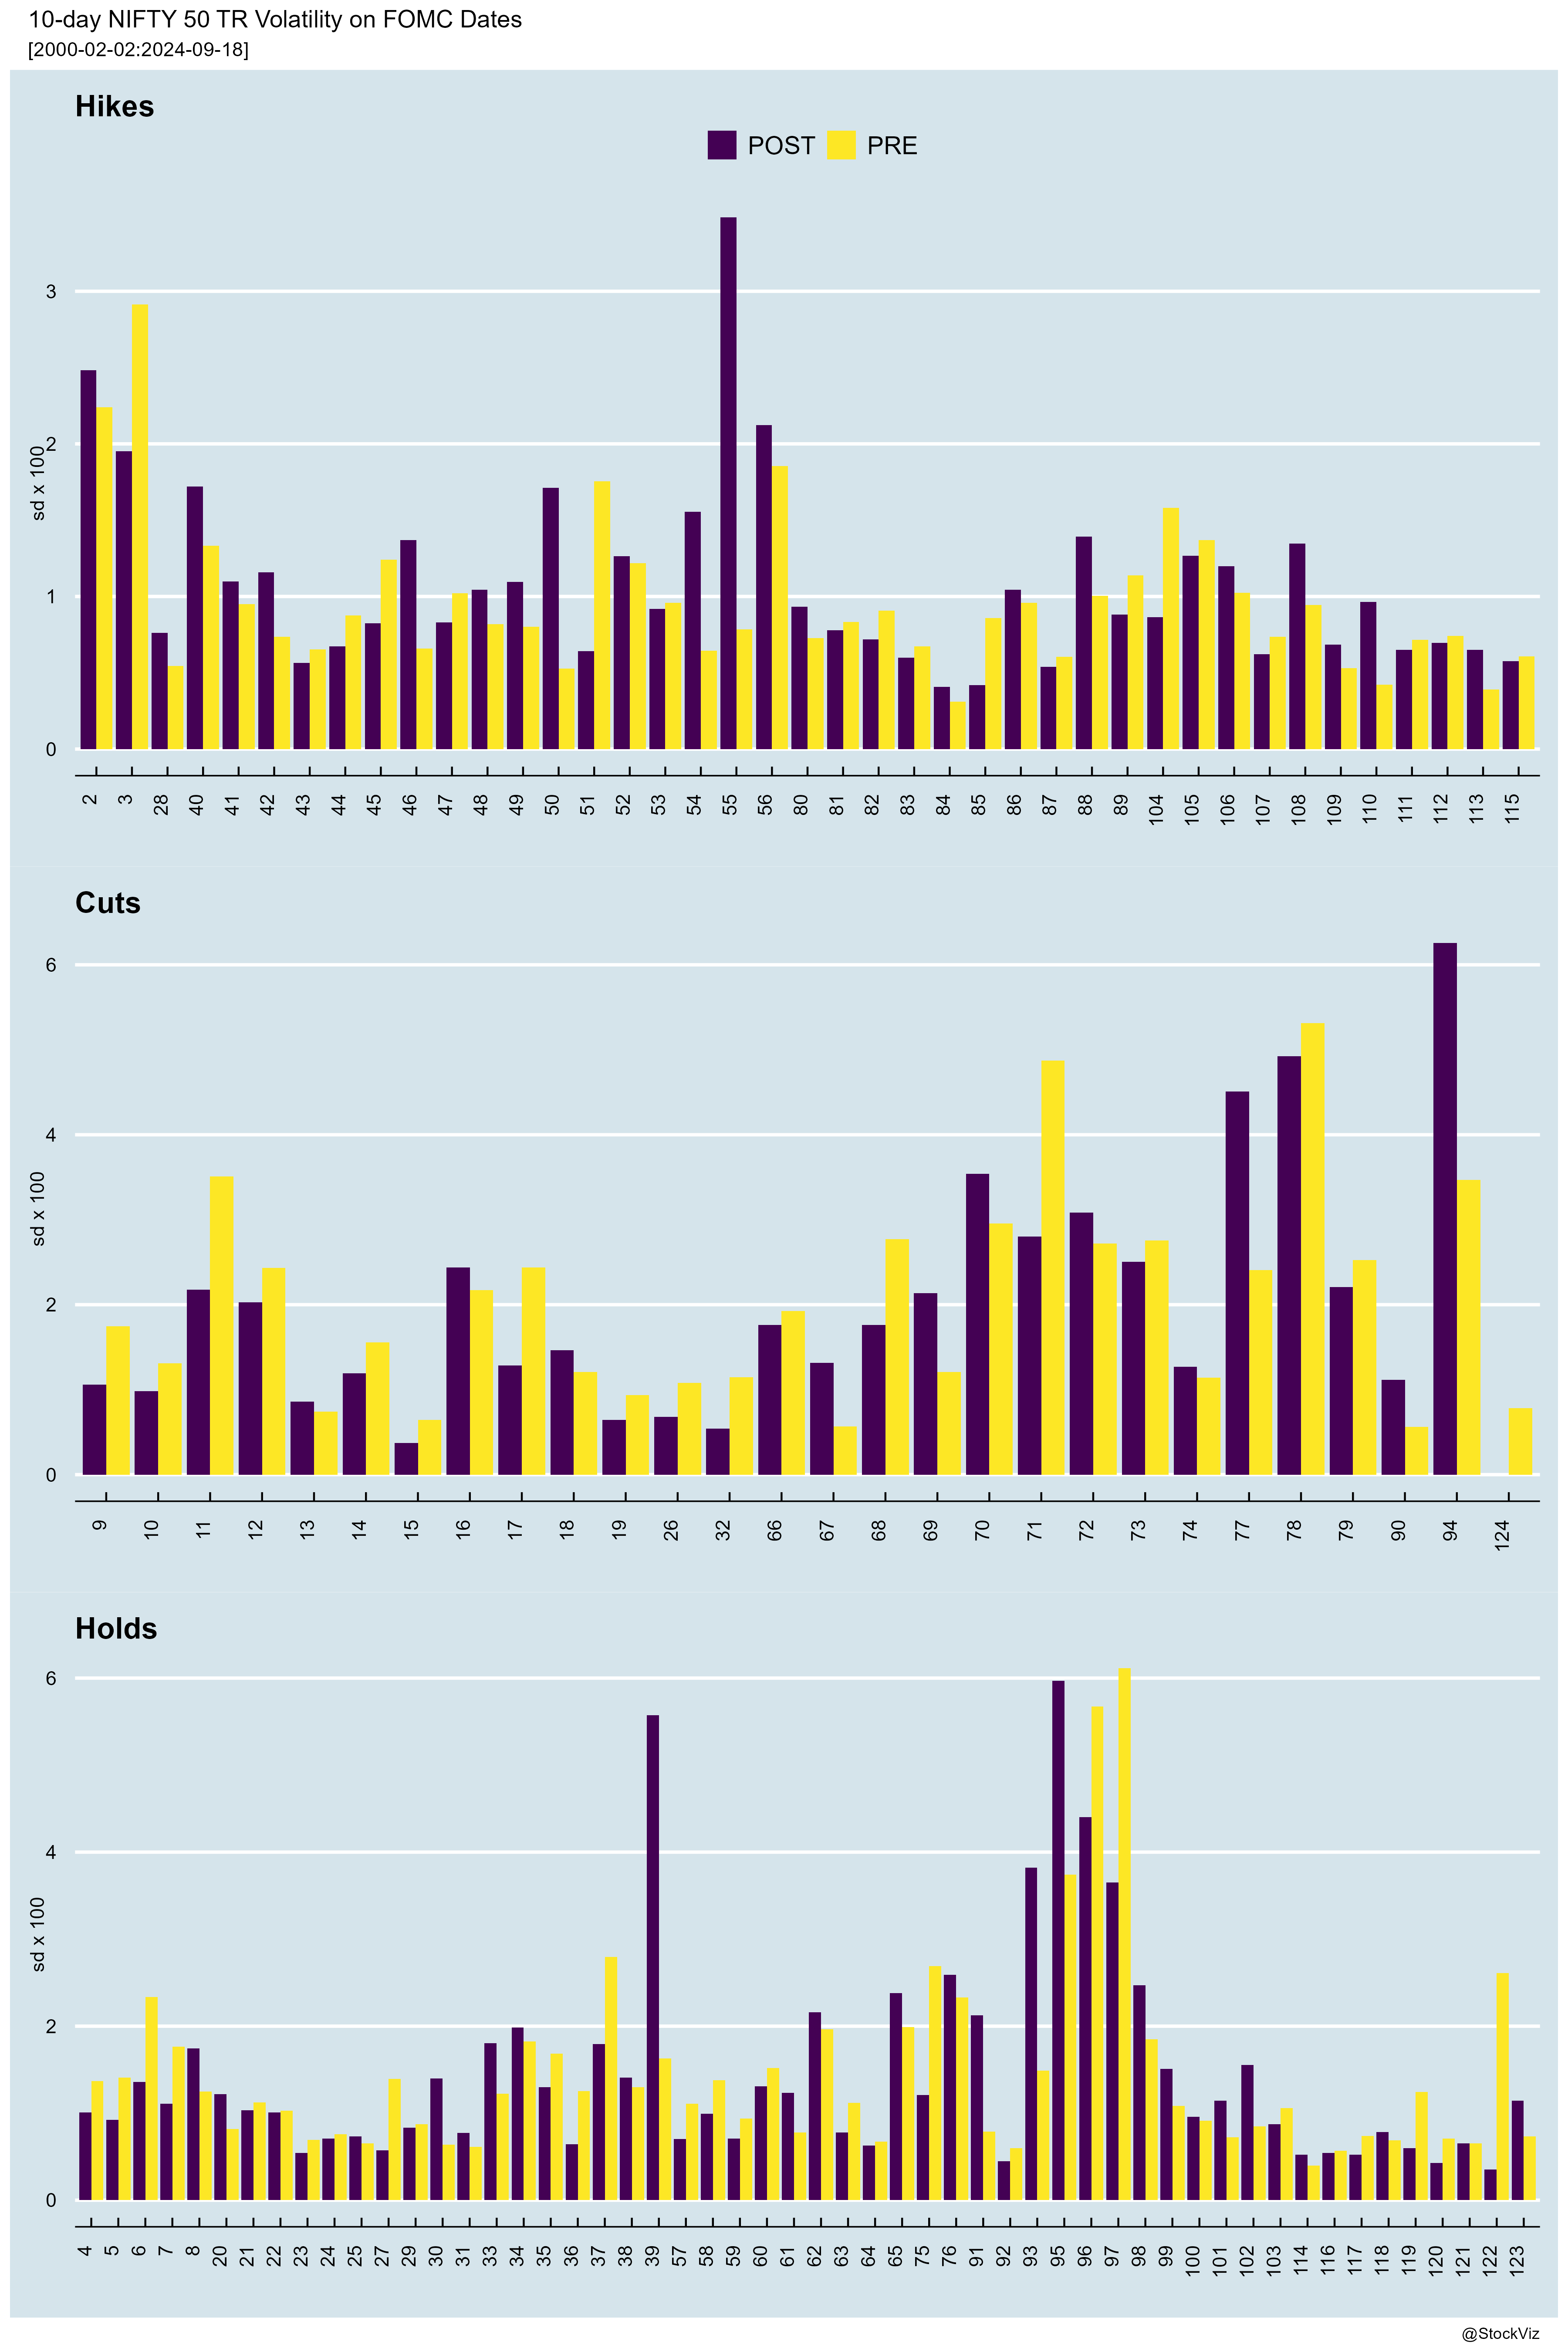 10-day NIFTY 50 TR Volatility on FOMC Dates
[2000-02-02:2024-09-18]
Hikes
POST PRE
sd x 100
3
2
1
0
2 3 28 40 41 42 43 44 45 46 47 48 49 50 51 52 53 54 55 56 80 81 82 83 84 85 86 87 88 89 104 105 106 107 108 109 110 111 112 113 115
Cuts
sd x 100
6
4
2
0
9 10 11 12 13 14 15 16 17 18 19 26 32 66 67 68 69 70 71 72 73 74 77 78 79 90 94 124
Holds
sd x 100
6
4
2
0
4 5 6 7 8 20 21 22 23 24 25 27 29 30 31 33 34 35 36 37 38 39 57 58 59 60 61 62 63 64 65 75 76 91 92 93 95 96 97 98 99 100 101 102 103 114 116 117 118 119 120 121 122 123
@StockViz